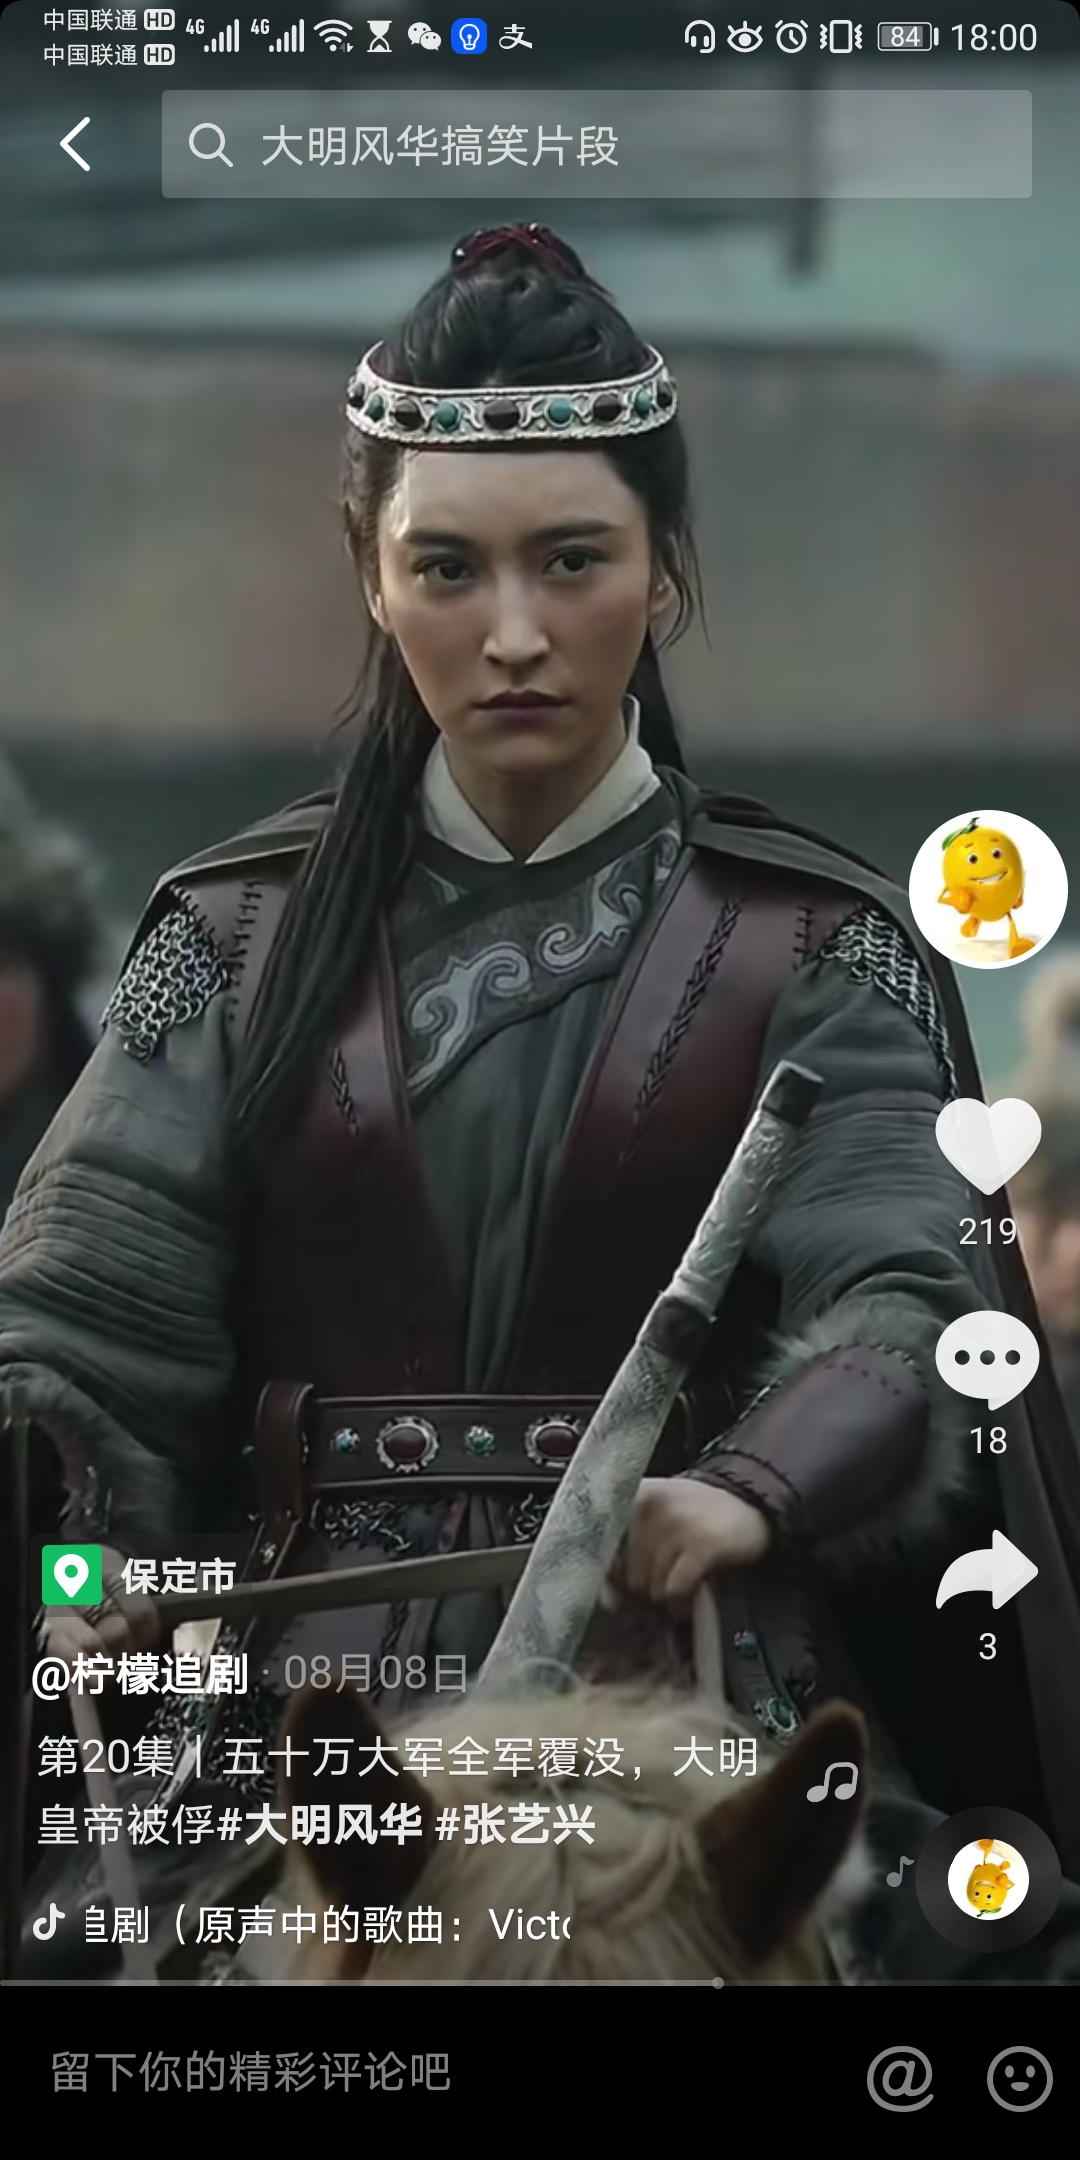 中国联通 HD 4G 4G 84 18:00
中国联通 HD
大明风华搞笑片段
219
18
保定市
3
@柠檬追剧 · 08月08日
第20集 | 五十万大军全军覆没，大明
皇帝被俘#大明风华 #张艺兴
追剧（原声中的歌曲：Vict
留下你的精彩评论吧